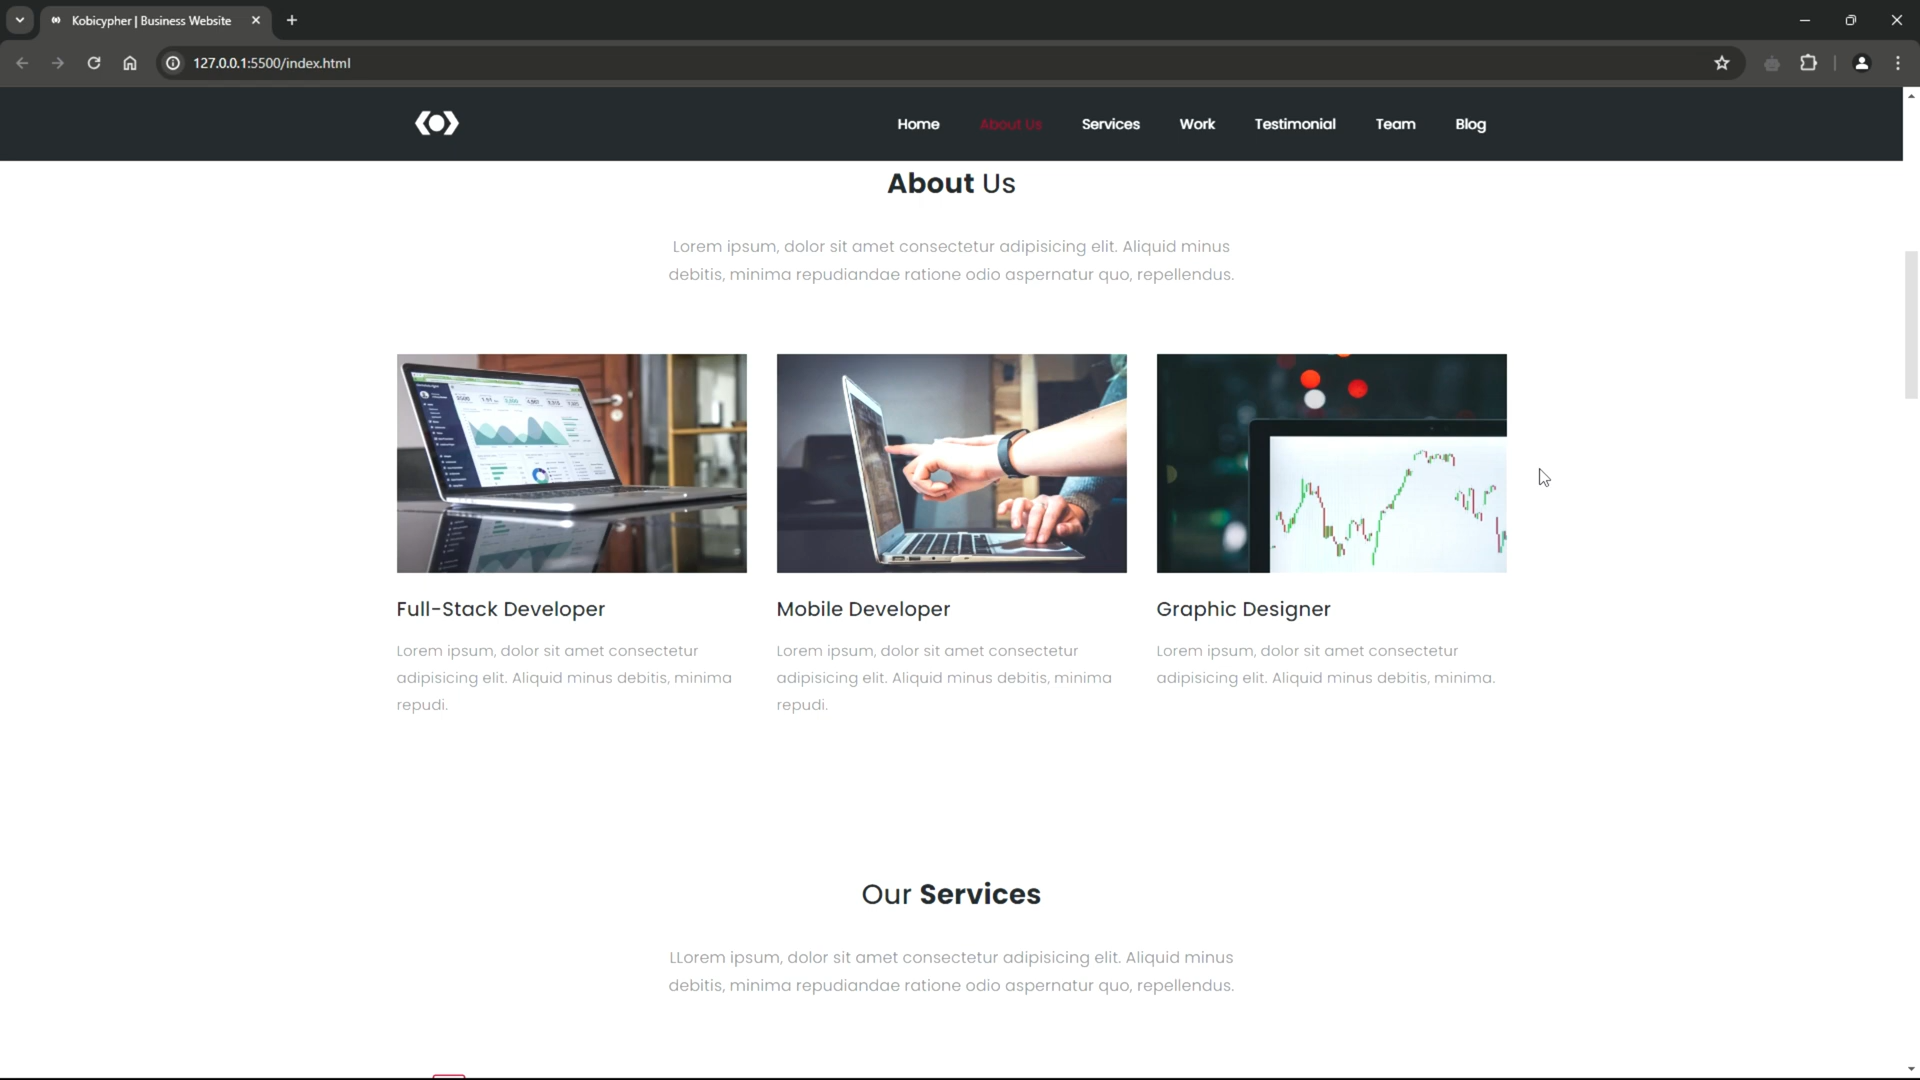 Kobicypher | Business Website
127.0.0.1:5500/index.html
Home About Us Services Work Testimonial Team Blog
About Us
Lorem ipsum, dolor sit amet consectetur adipisicing elit. Aliquid minus
debitis, minima repudiandae ratione odio aspernatur quo, repellendus.
Full-Stack Developer
Lorem ipsum, dolor sit amet consectetur
adipisicing elit. Aliquid minus debitis, minima
repudi.
Mobile Developer
Lorem ipsum, dolor sit amet consectetur
adipisicing elit. Aliquid minus debitis, minima
repudi.
Graphic Designer
Lorem ipsum, dolor sit amet consectetur
adipisicing elit. Aliquid minus debitis, minima.
Our Services
LLorem ipsum, dolor sit amet consectetur adipisicing elit. Aliquid minus
debitis, minima repudiandae ratione odio aspernatur quo, repellendus.